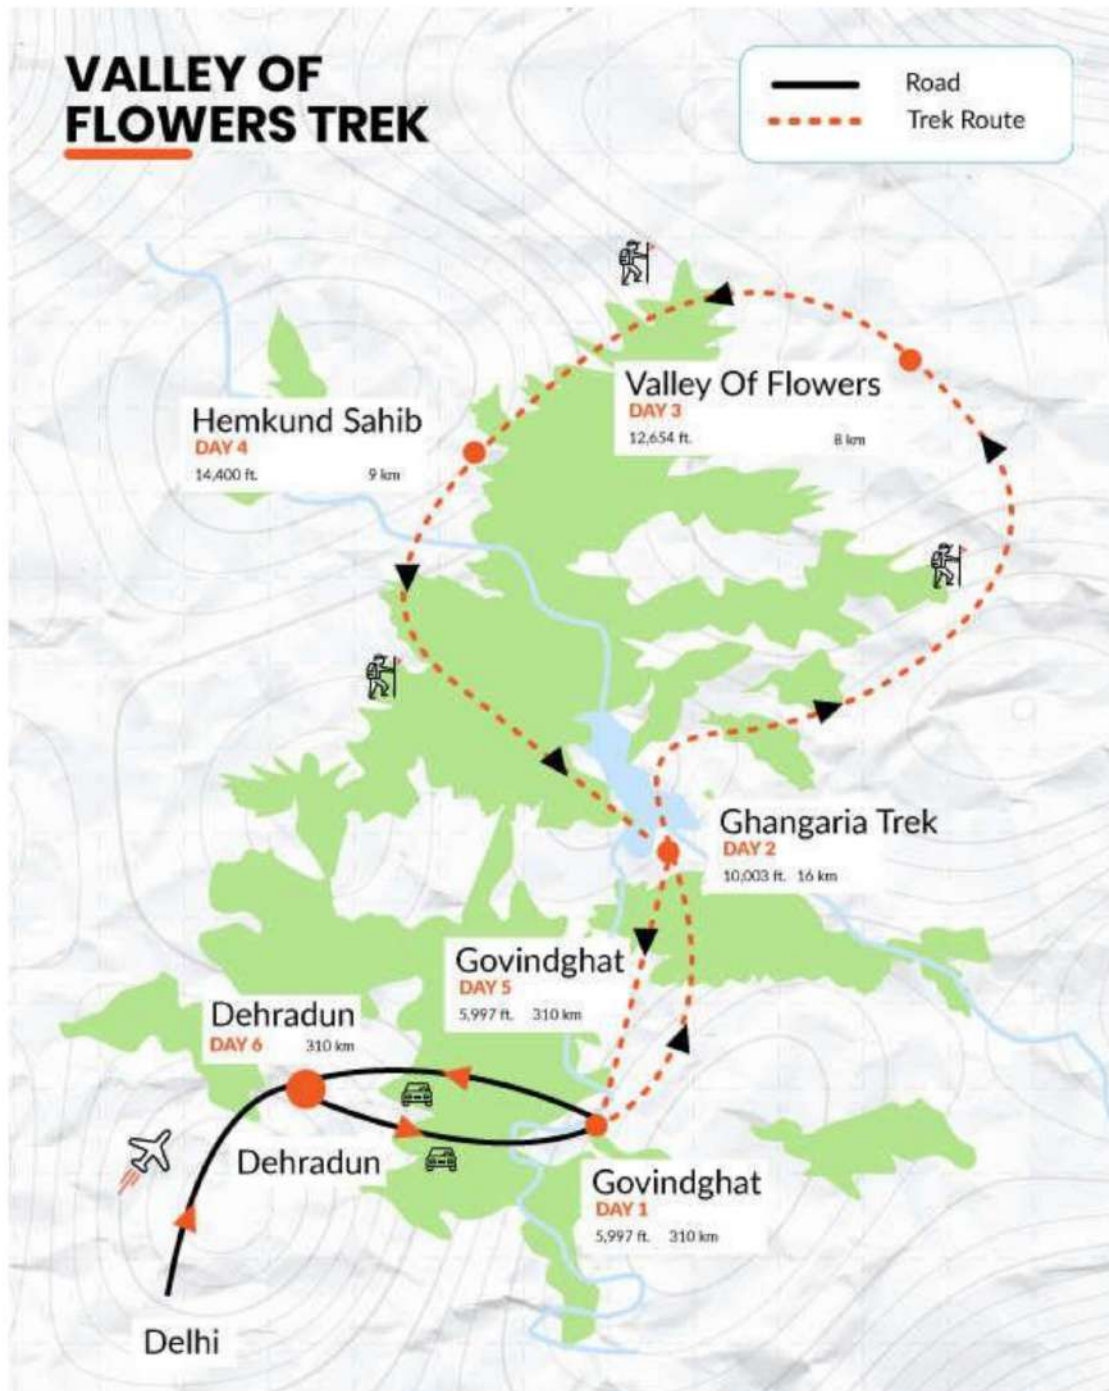 VALLEY OF
FLOWERS TREK
Road
Trek Route
Valley Of Flowers
DAY 3
12,654 ft. 8 km
Hemkund Sahib
DAY 4
14,400 ft. 9 km
Ghangaria Trek
DAY 2
10,003 ft. 16 km
Govindghat
DAY 5
5,997 ft. 310 km
Dehradun
DAY 6 310 km
Dehradun
Govindghat
DAY 1
5,997 ft. 310 km
Delhi